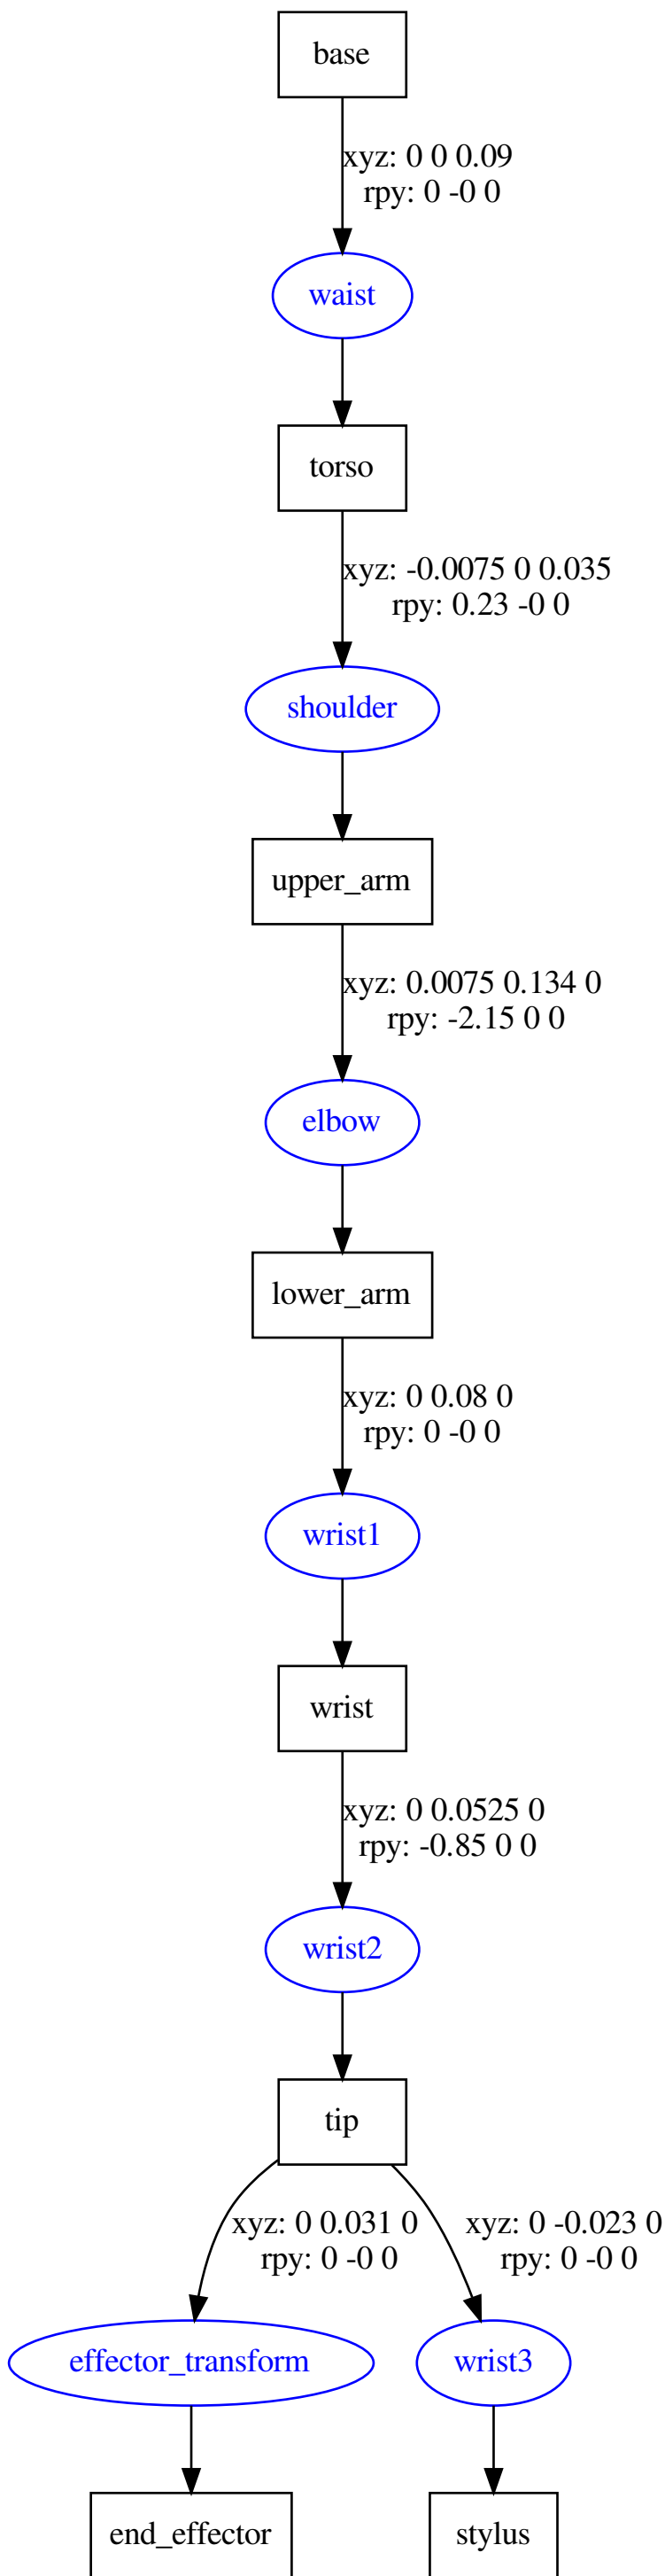 base
xyz: 0 0 0.09
rpy: 0 -0 0
waist
torso
xyz: -0.0075 0 0.035
rpy: 0.23 -0 0
shoulder
upper_arm
xyz: 0.0075 0.134 0
rpy: -2.15 0 0
elbow
lower_arm
xyz: 0 0.08 0
rpy: 0 -0 0
wrist1
wrist
xyz: 0 0.0525 0
rpy: -0.85 0 0
wrist2
tip
xyz: 0 0.031 0
rpy: 0 -0 0
xyz: 0 -0.023 0
rpy: 0 -0 0
effector_transform
wrist3
end_effector
stylus